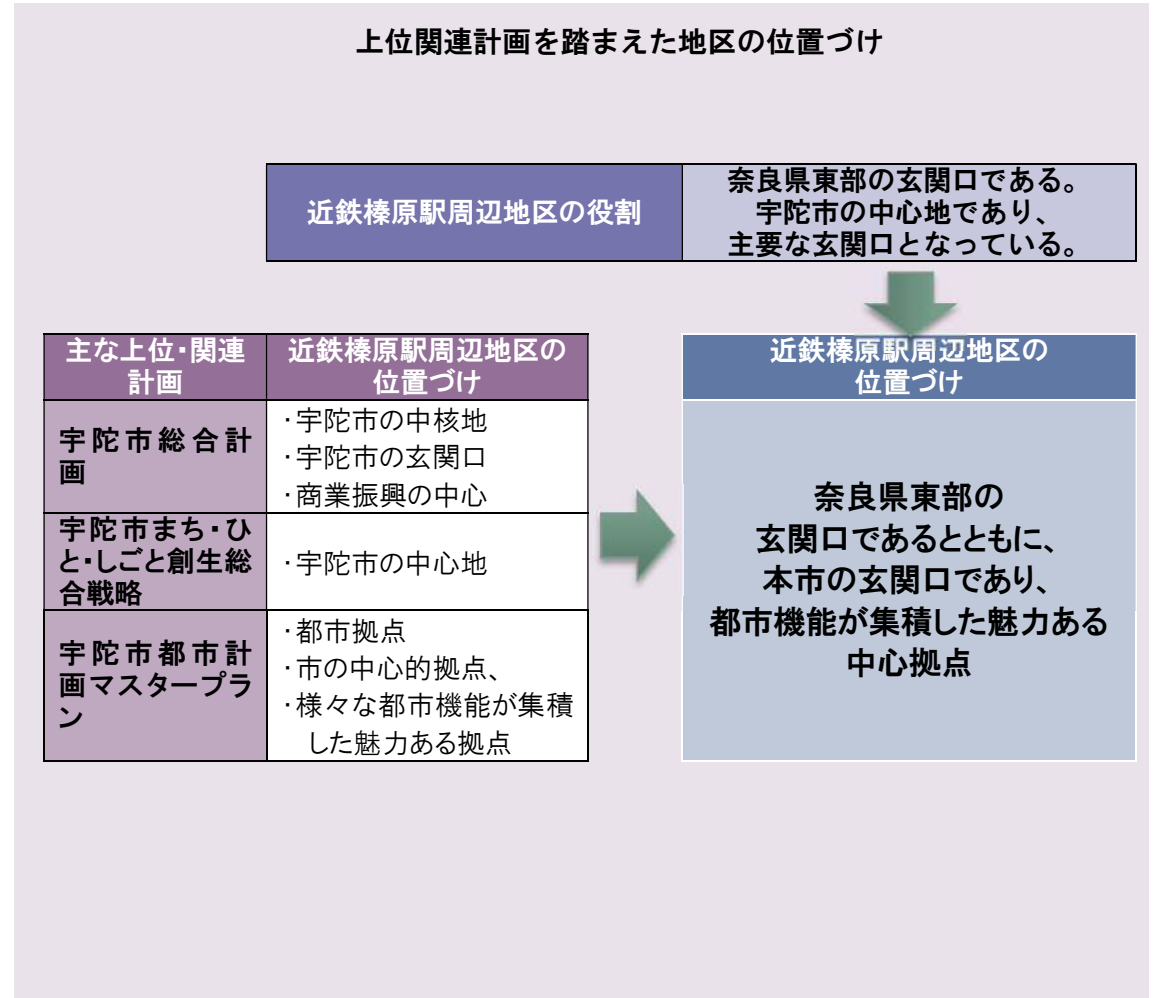 上位関連計画を踏まえた地区の位置づけ
近鉄榛原駅周辺地区の役割
奈良県東部の玄関口である。
宇陀市の中心地であり、
主要な玄関口となっている。
主な上位・関連
計画
近鉄榛原駅周辺地区の
位置づけ
宇陀市総合計
画
・宇陀市の中核地
・宇陀市の玄関口
・商業振興の中心
宇陀市まち・ひ
と・しごと創生総
合戦略
・宇陀市の中心地
宇陀市都市計
画マスタープラ
ン
・都市拠点
・市の中心的拠点、
・様々な都市機能が集積
した魅力ある拠点
近鉄榛原駅周辺地区の
位置づけ
奈良県東部の
玄関口であるとともに、
本市の玄関口であり、
都市機能が集積した魅力ある
中心拠点